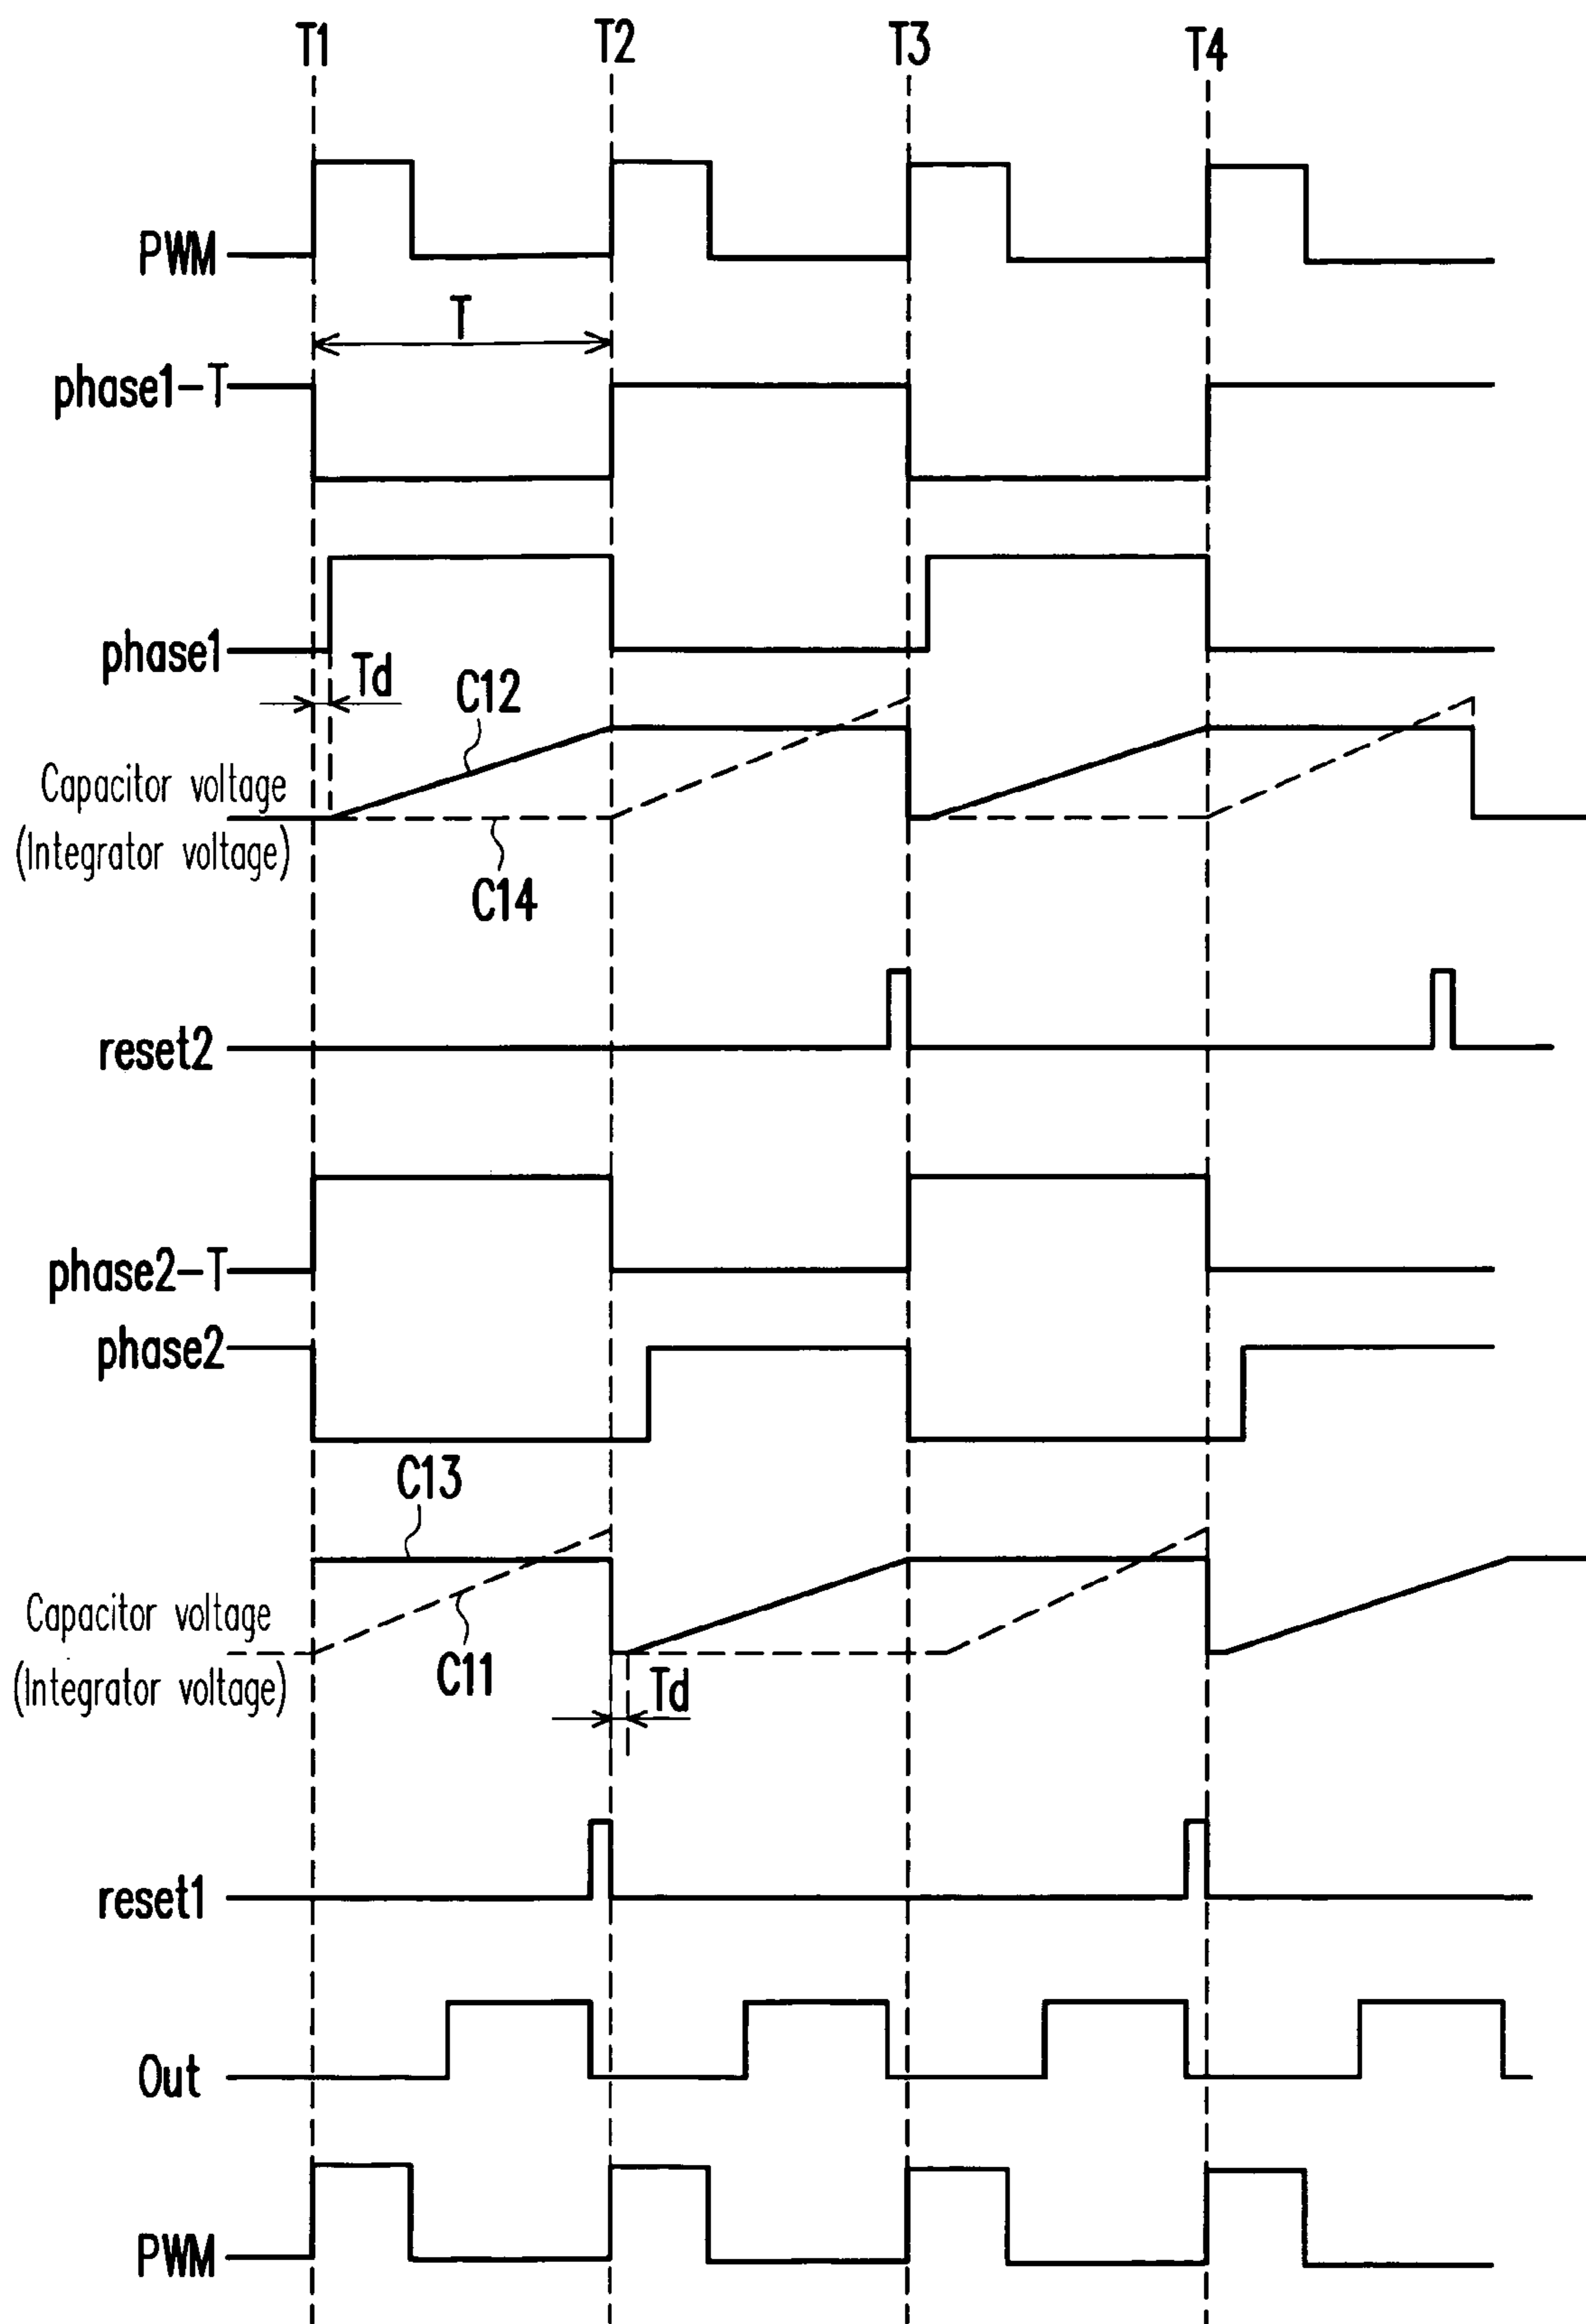 T1 T2 T3 T4
PWM
T
phase1-T
phase1
Td
C12
Capacitor voltage
(Integrator voltage)
C14
reset2
phase2-T
phase2
C13
Capacitor voltage
(Integrator voltage)
C11
Td
reset1
Out
PWM